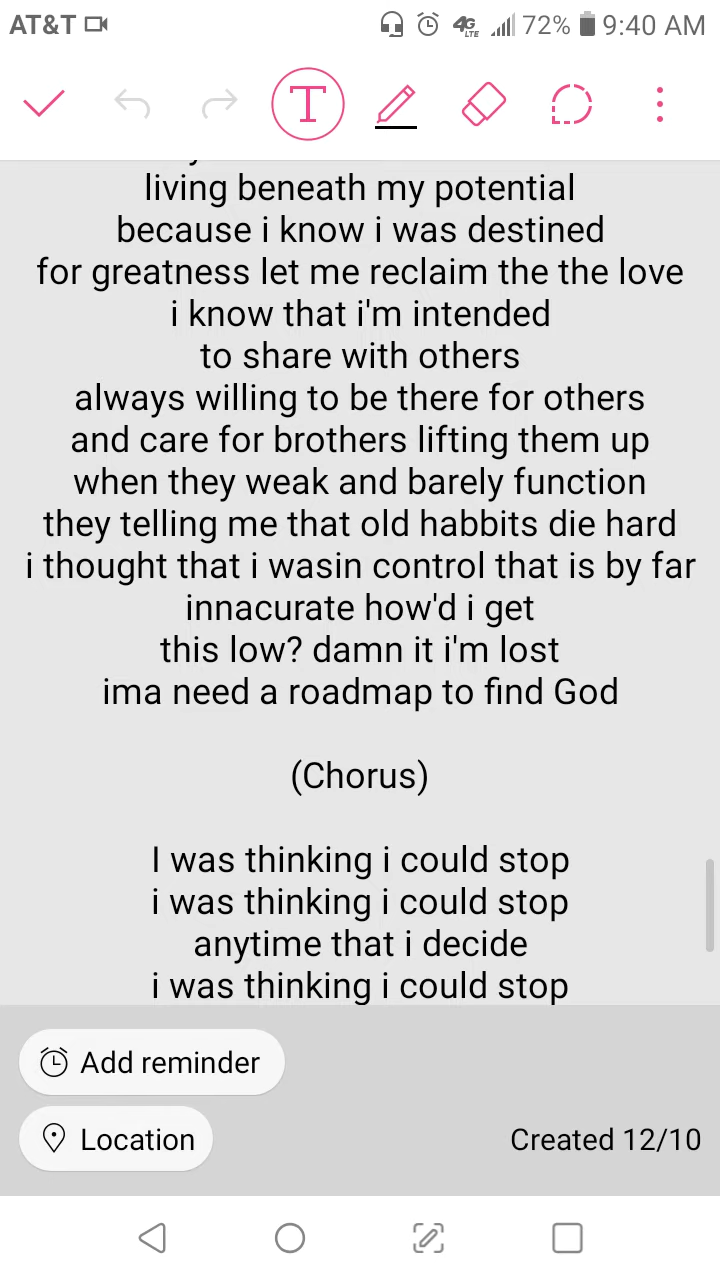 AT&T 4G LTE 72% 9:40 AM
T
living beneath my potential
because i know i was destined
for greatness let me reclaim the the love
i know that i'm intended
to share with others
always willing to be there for others
and care for brothers lifting them up
when they weak and barely function
they telling me that old habbits die hard
i thought that i wasin control that is by far
innacurate how'd i get
this low? damn it i'm lost
ima need a roadmap to find God
(Chorus)
I was thinking i could stop
i was thinking i could stop
anytime that i decide
i was thinking i could stop
Add reminder
Location
Created 12/10